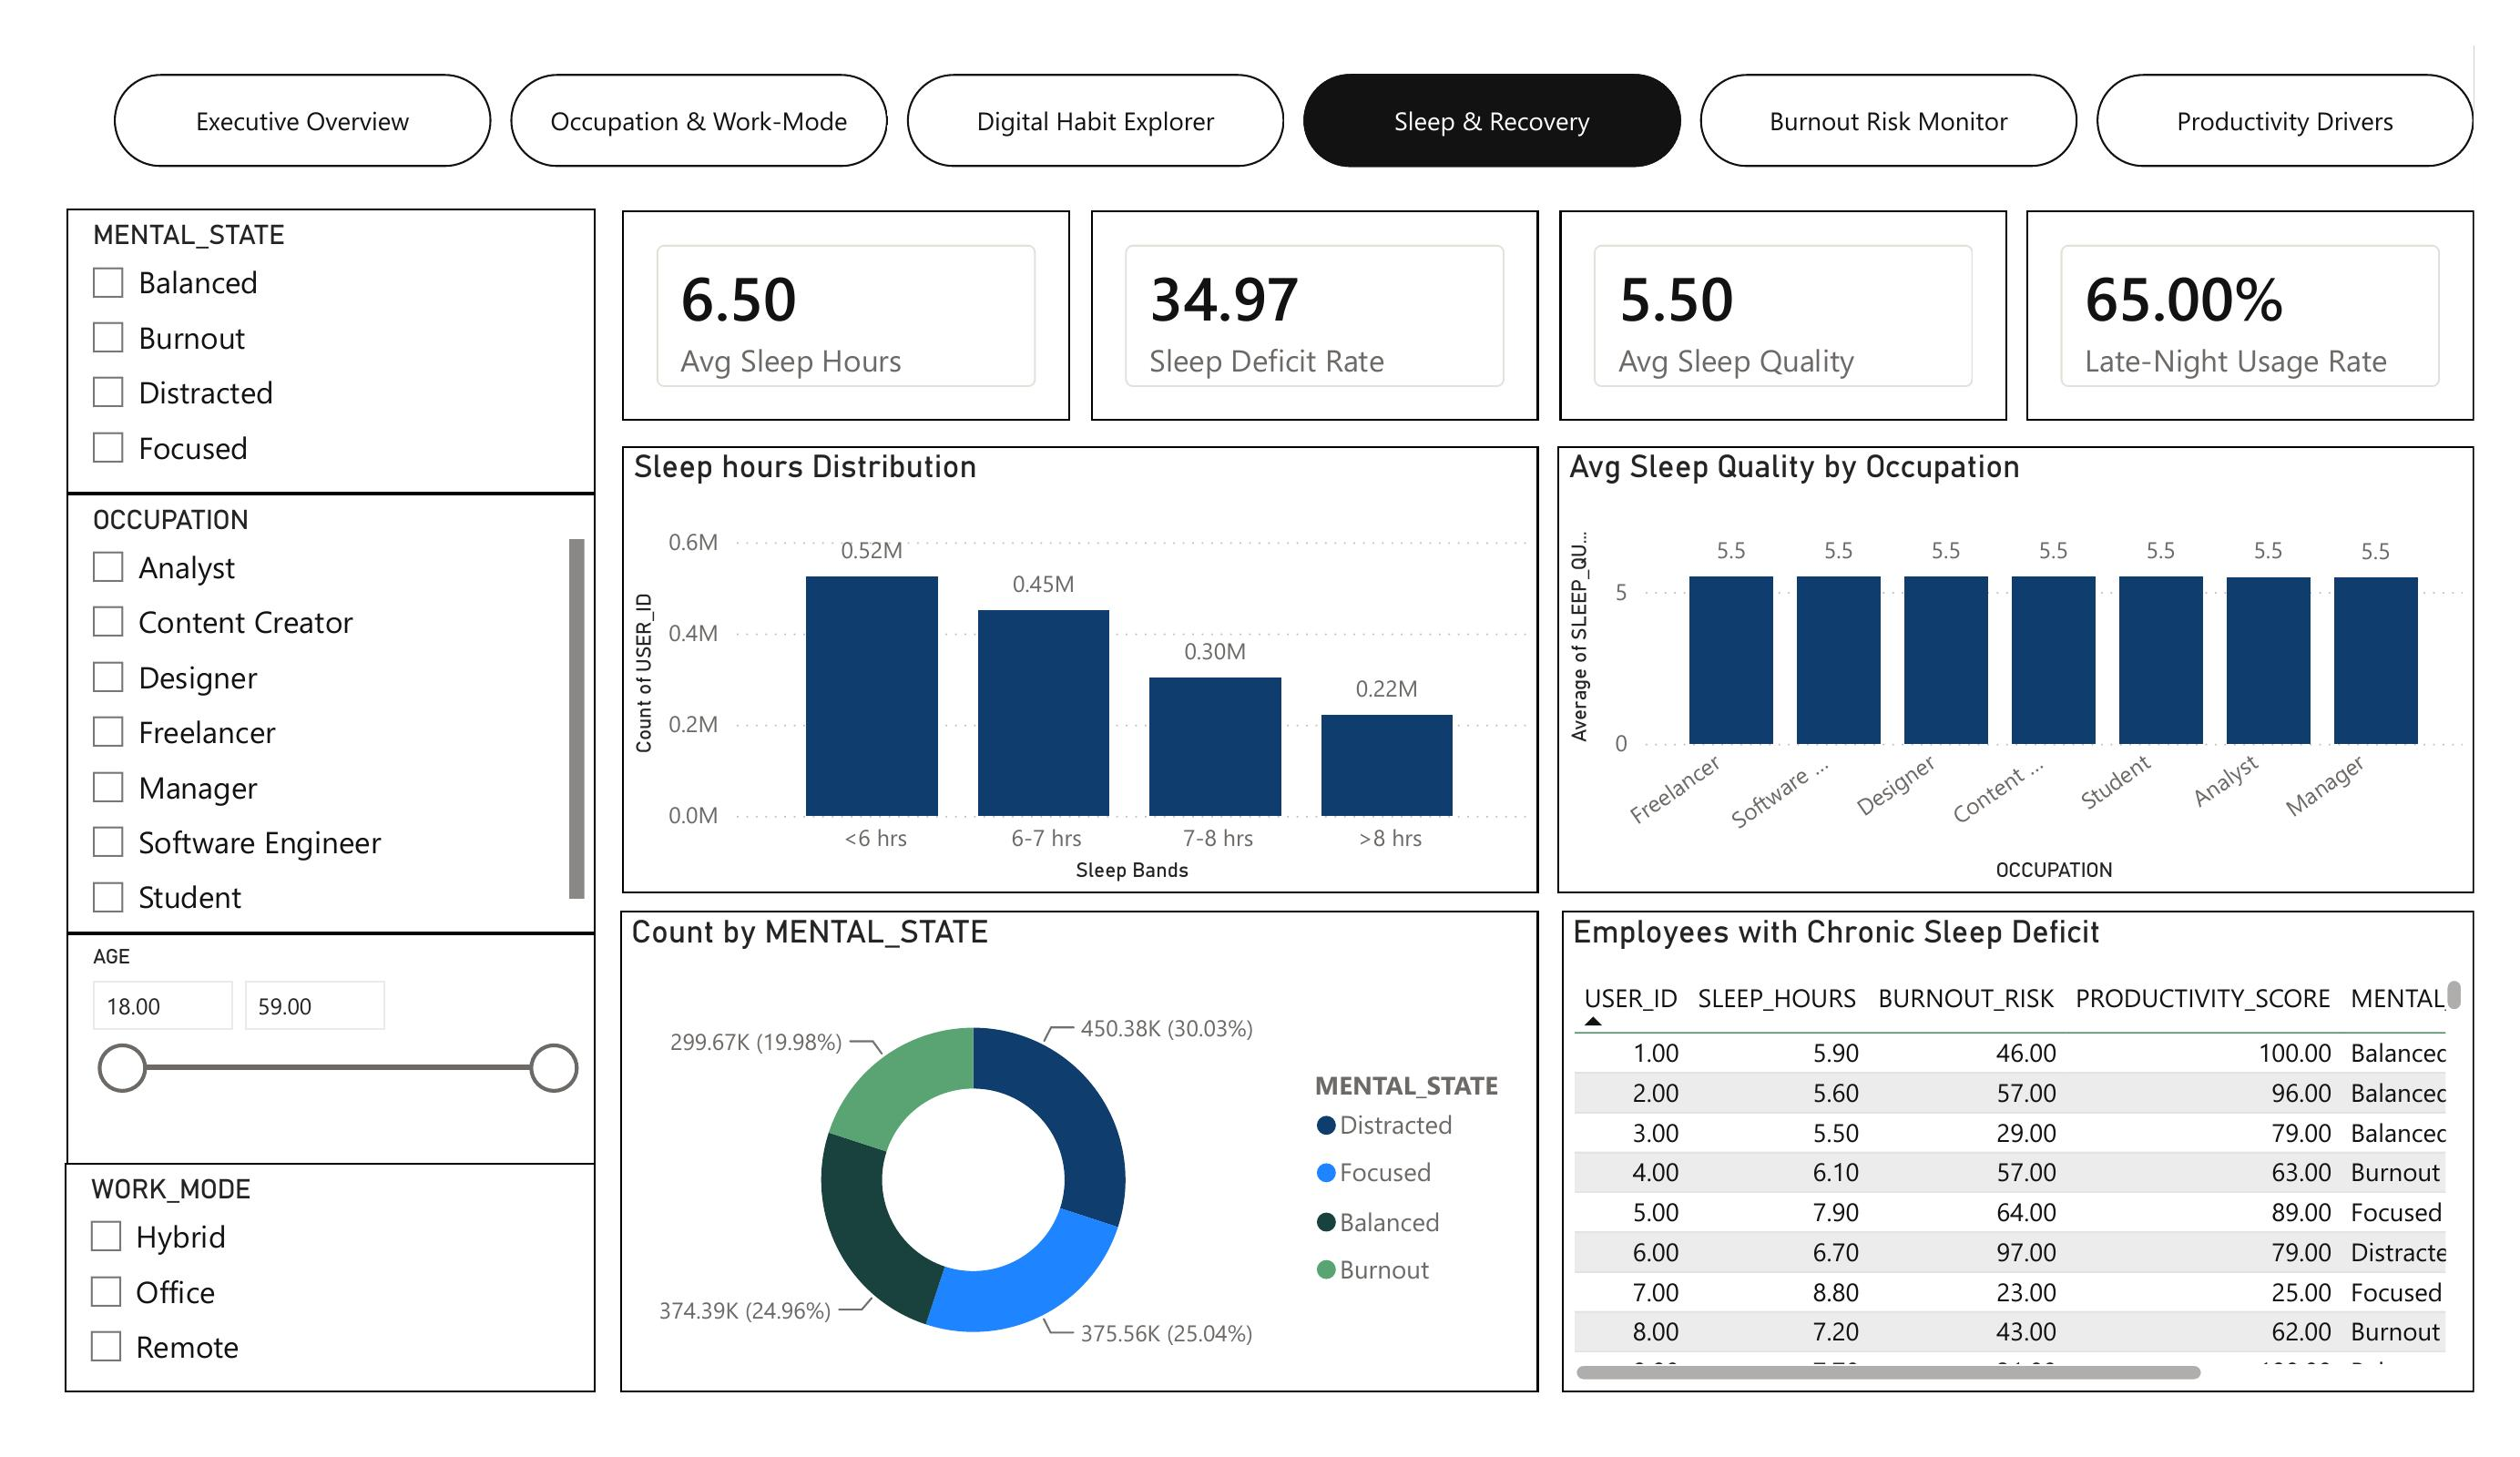 Executive Overview
Occupation & Work-Mode
Digital Habit Explorer
Sleep & Recovery
Burnout Risk Monitor
Productivity Drivers
MENTAL_STATE
Balanced
Burnout
Distracted
Focused
OCCUPATION
Analyst
Content Creator
Designer
Freelancer
Manager
Software Engineer
Student
AGE
18.00 59.00
WORK_MODE
Hybrid
Office
Remote
6.50
Avg Sleep Hours
34.97
Sleep Deficit Rate
5.50
Avg Sleep Quality
65.00%
Late-Night Usage Rate
Sleep hours Distribution
Count of USER_ID
0.6M
0.4M
0.2M
0.0M
0.52M
0.45M
0.30M
0.22M
<6 hrs 6-7 hrs 7-8 hrs >8 hrs
Sleep Bands
Avg Sleep Quality by Occupation
Average of SLEEP_QU...
5
0
5.5 5.5 5.5 5.5 5.5 5.5 5.5
Freelancer Software ... Designer Content ... Student Analyst Manager
OCCUPATION
Count by MENTAL_STATE
450.38K (30.03%)
375.56K (25.04%)
374.39K (24.96%)
299.67K (19.98%)
MENTAL_STATE
Distracted
Focused
Balanced
Burnout
Employees with Chronic Sleep Deficit
USER_ID SLEEP_HOURS BURNOUT_RISK PRODUCTIVITY_SCORE MENTAL_
1.00 5.90 46.00 100.00 Balanced
2.00 5.60 57.00 96.00 Balanced
3.00 5.50 29.00 79.00 Balanced
4.00 6.10 57.00 63.00 Burnout
5.00 7.90 64.00 89.00 Focused
6.00 6.70 97.00 79.00 Distracte
7.00 8.80 23.00 25.00 Focused
8.00 7.20 43.00 62.00 Burnout